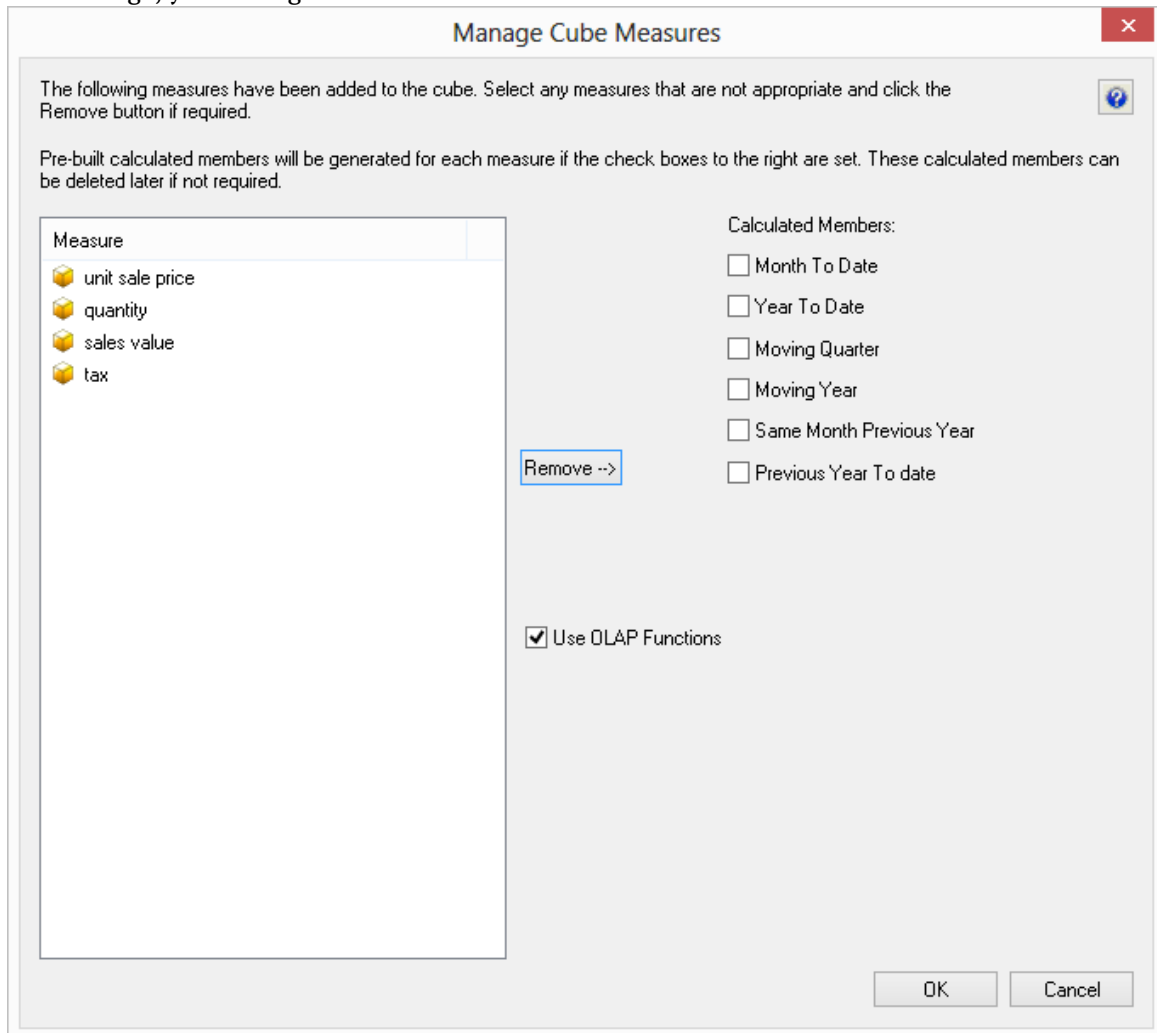 Manage Cube Measures
The following measures have been added to the cube. Select any measures that are not appropriate and click the
Remove button if required.
Pre-built calculated members will be generated for each measure if the check boxes to the right are set. These calculated members can
be deleted later if not required.
Measure
unit sale price
quantity
sales value
tax
Calculated Members:
Month To Date
Year To Date
Moving Quarter
Moving Year
Same Month Previous Year
Previous Year To date
Remove -->
Use OLAP Functions
OK
Cancel